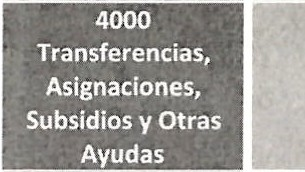 4000
Transferencias,
Asignaciones,
Subsidios y Otras
Ayudas